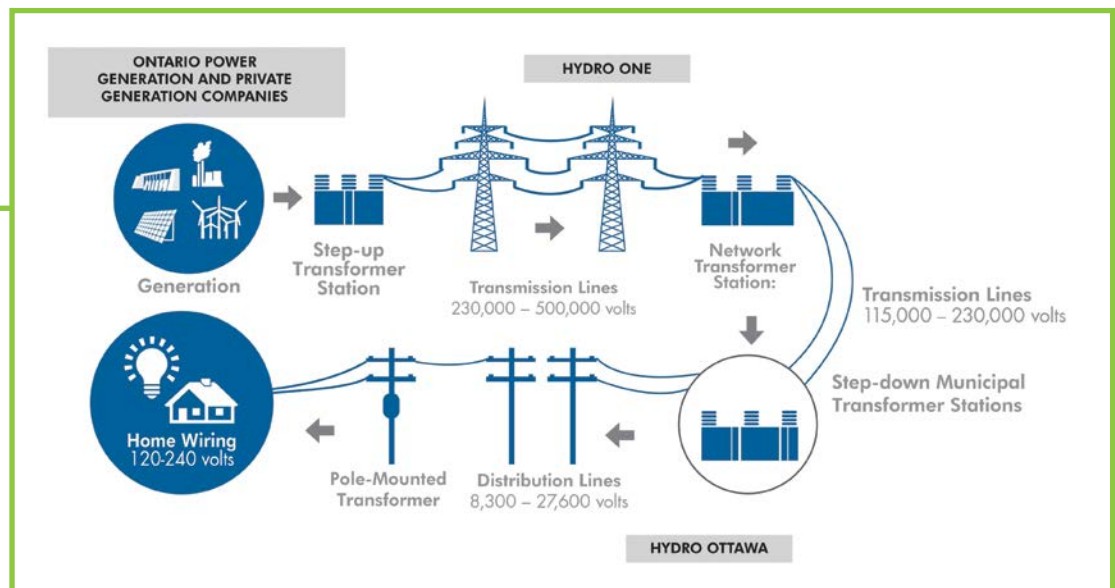 ONTARIO POWER
GENERATION AND PRIVATE
GENERATION COMPANIES
HYDRO ONE
Generation
Step-up
Transformer
Station
Transmission Lines
230,000 – 500,000 volts
Network
Transformer
Station:
Transmission Lines
115,000 – 230,000 volts
Step-down Municipal
Transformer Stations
Distribution Lines
8,300 – 27,600 volts
Pole-Mounted
Transformer
Home Wiring
120-240 volts
HYDRO OTTAWA